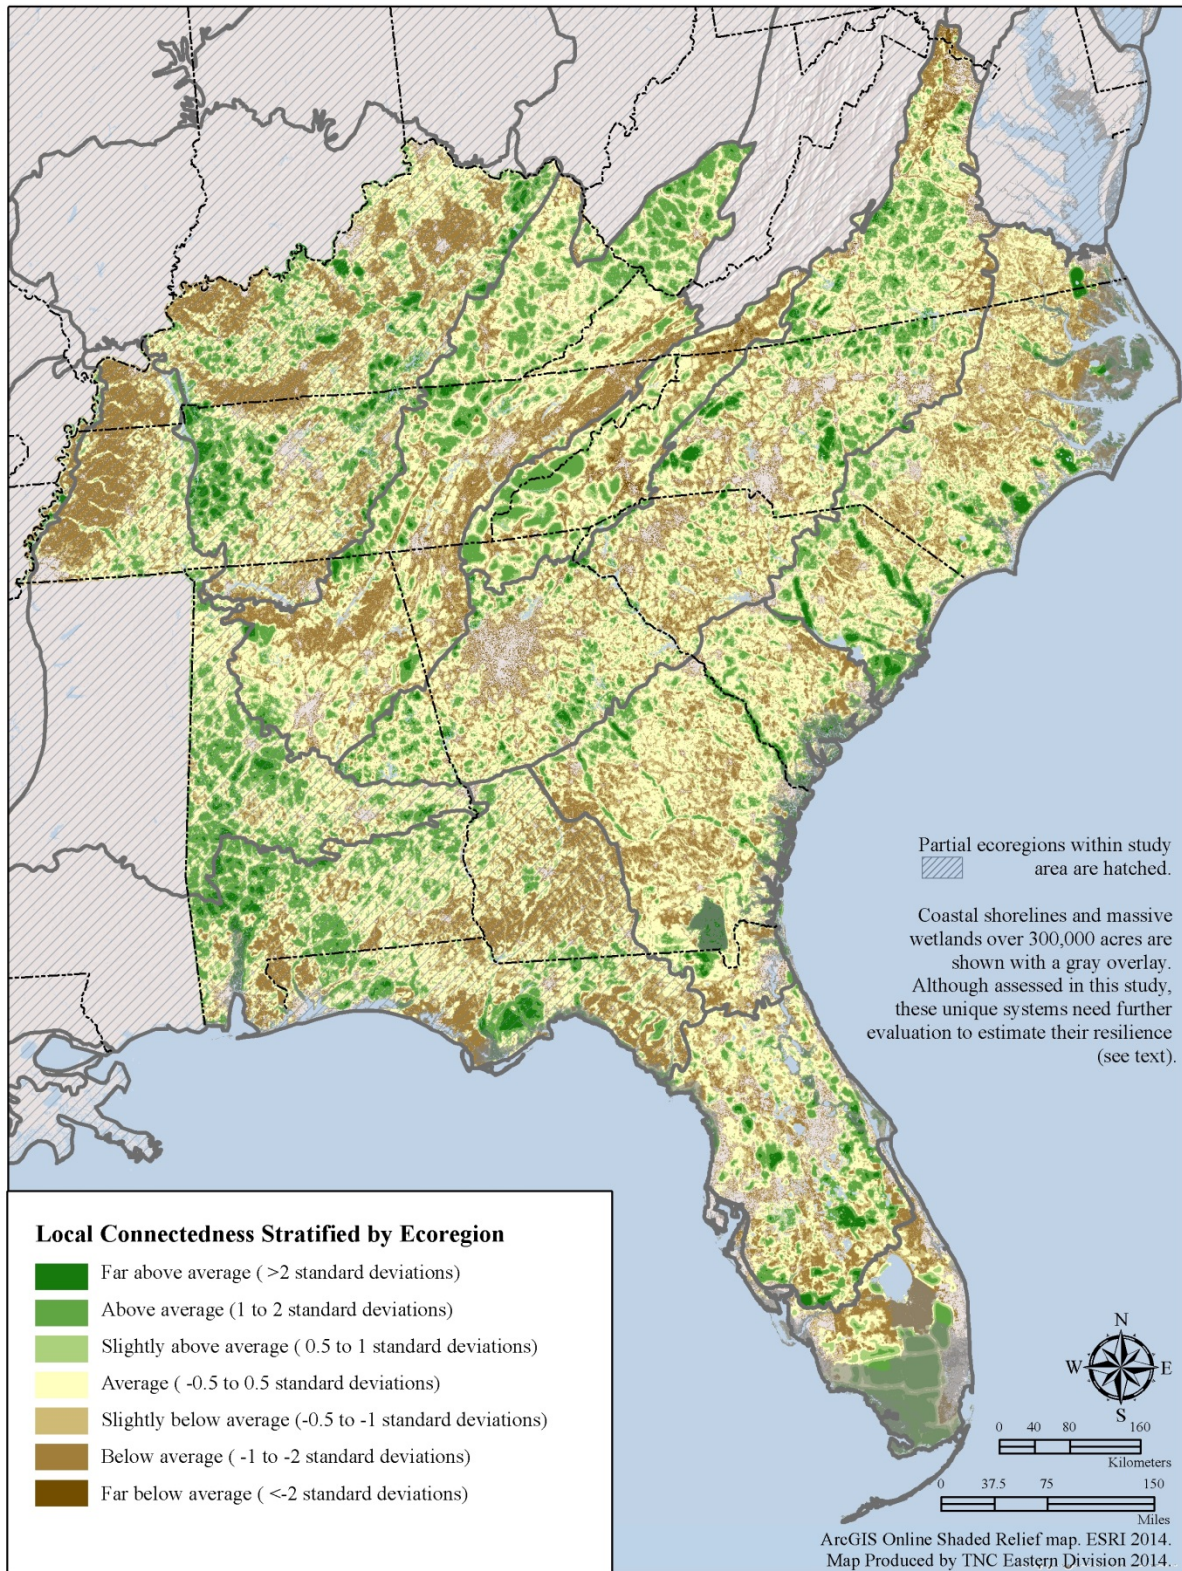 Partial ecoregions within study
area are hatched.
Coastal shorelines and massive
wetlands over 300,000 acres are
shown with a gray overlay.
Although assessed in this study,
these unique systems need further
evaluation to estimate their resilience
(see text).
Local Connectedness Stratified by Ecoregion
Far above average ( >2 standard deviations)
Above average (1 to 2 standard deviations)
Slightly above average ( 0.5 to 1 standard deviations)
Average ( -0.5 to 0.5 standard deviations)
Slightly below average (-0.5 to -1 standard deviations)
Below average ( -1 to -2 standard deviations)
Far below average ( <-2 standard deviations)
N
W E
S
0 40 80 160
Kilometers
0 37.5 75 150
Miles
ArcGIS Online Shaded Relief map. ESRI 2014.
Map Produced by TNC Eastern Division 2014.